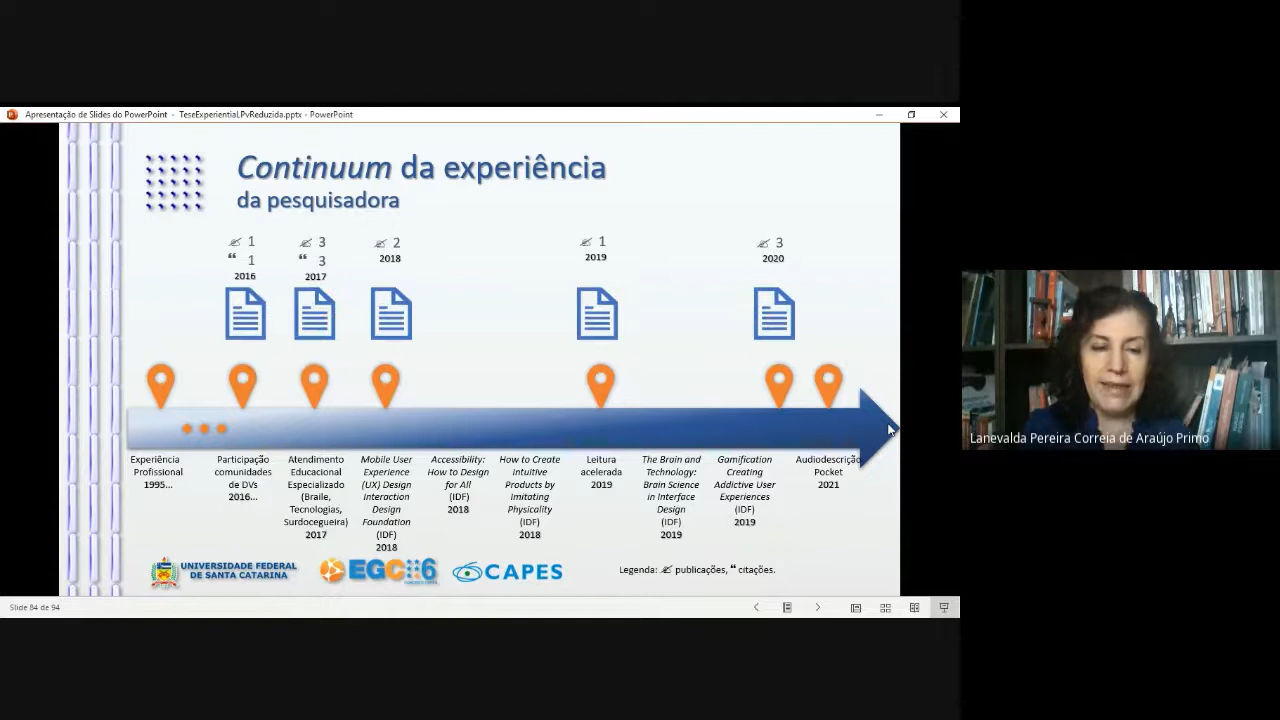 Apresentação de Slides do PowerPoint - TeseExperiential.PvReduzida.pptx - PowerPoint
Continuum da experiência
da pesquisadora
✍ 1
❝ 1
2016
✍ 3
❝ 3
2017
✍ 2
2018
✍ 1
2019
✍ 3
2020
Experiência
Profissional
1995...
Participação
comunidades
de DVs
2016...
Atendimento
Educacional
Especializado
(Braile,
Tecnologias,
Surdocegueira)
2017
Mobile User
Experience
(UX) Design
Interaction
Design
Foundation
(IDF)
2018
Accessibility:
How to Design
for All
(IDF)
2018
How to Create
Intuitive
Products by
Imitating
Physicality
(IDF)
2018
Leitura
acelerada
2019
The Brain and
Technology:
Brain Science
in Interface
Design
(IDF)
2019
Gamification
Creating
Addictive User
Experiences
(IDF)
2019
Audiodescrição
Pocket
2021
UNIVERSIDADE FEDERAL
DE SANTA CATARINA
EGC 6
CAPES
Legenda: ✍ publicações, ❝ citações.
Slide 84 de 94
Lanevalda Pereira Correia de Araújo Primo